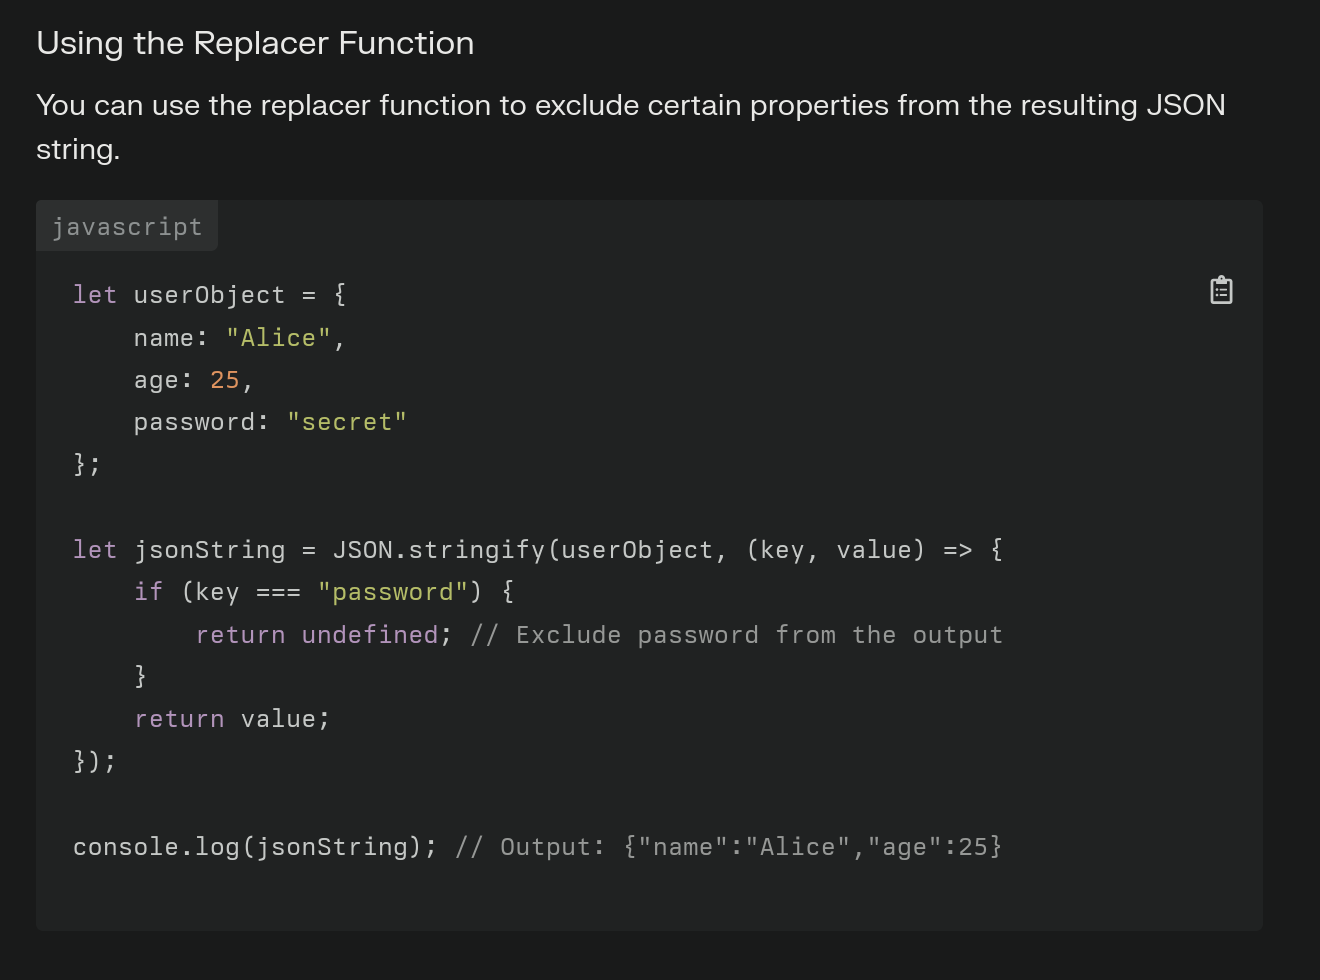 Using the Replacer Function
You can use the replacer function to exclude certain properties from the resulting JSON
string.
javascript
let userObject = {
    name: "Alice",
    age: 25,
    password: "secret"
};
let jsonString = JSON.stringify(userObject, (key, value) => {
    if (key === "password") {
        return undefined; // Exclude password from the output
    }
    return value;
});
console.log(jsonString); // Output: {"name":"Alice","age":25}